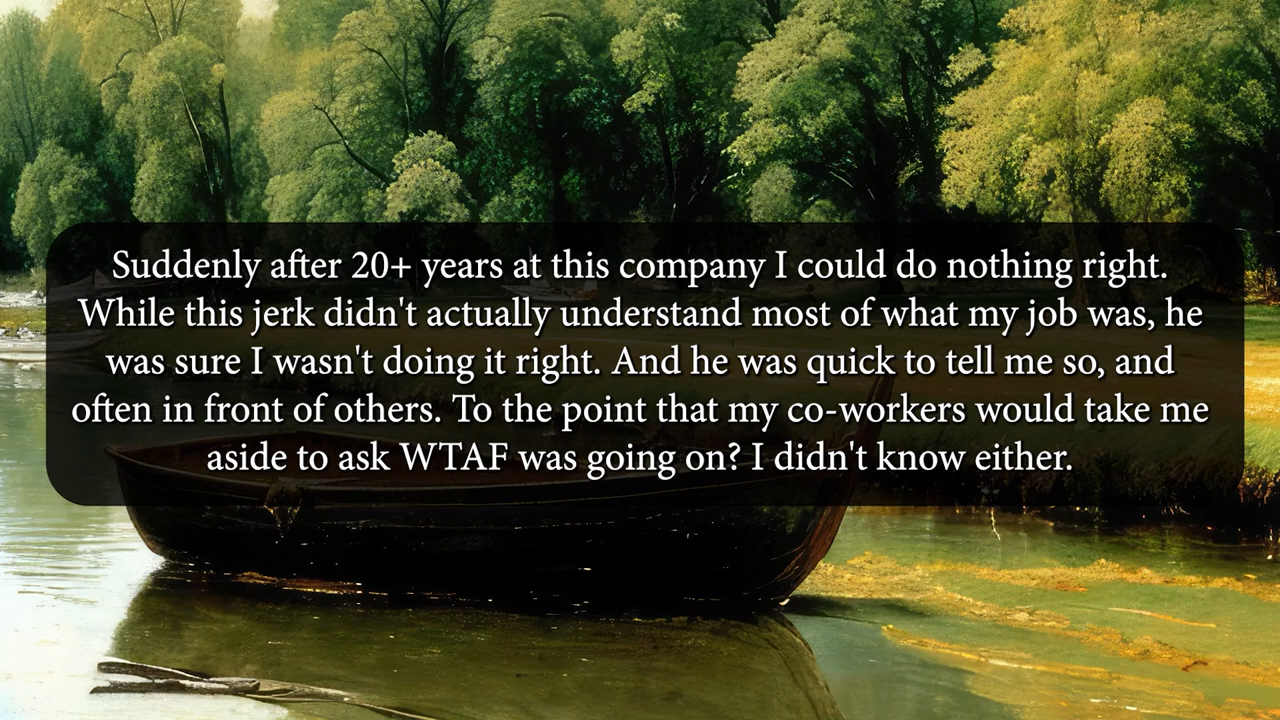 Suddenly after 20+ years at this company I could do nothing right.
While this jerk didn't actually understand most of what my job was, he
was sure I wasn't doing it right. And he was quick to tell me so, and
often in front of others. To the point that my co-workers would take me
aside to ask WTAF was going on? I didn't know either.